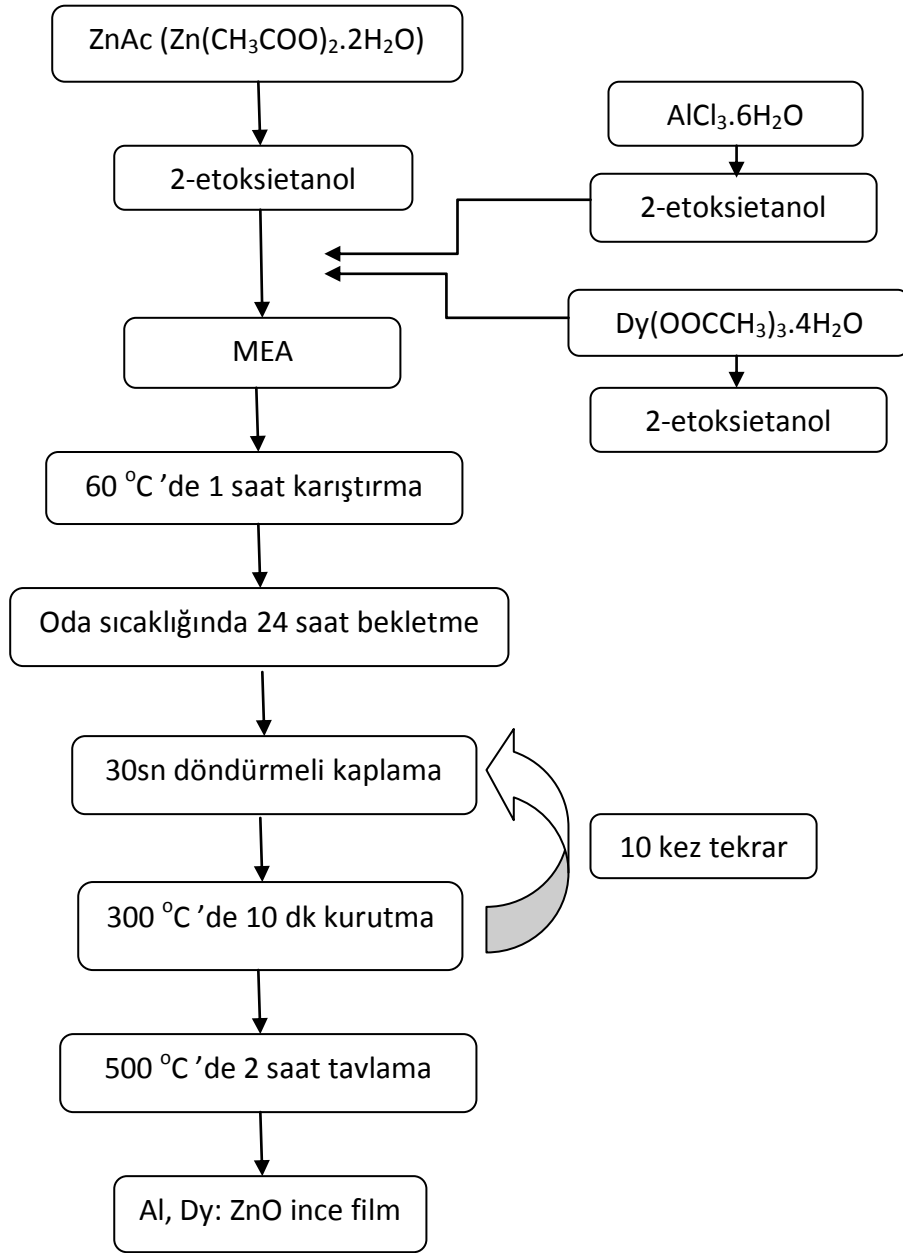 ZnAc (Zn(CH₃COO)₂.2H₂O)
AlCl₃.6H₂O
2-etoksietanol
2-etoksietanol
Dy(OOCCH₃)₃.4H₂O
MEA
2-etoksietanol
60 °C ’de 1 saat karıştırma
Oda sıcaklığında 24 saat bekletme
30sn döndürmeli kaplama
10 kez tekrar
300 °C ’de 10 dk kurutma
500 °C ’de 2 saat tavlama
Al, Dy: ZnO ince film